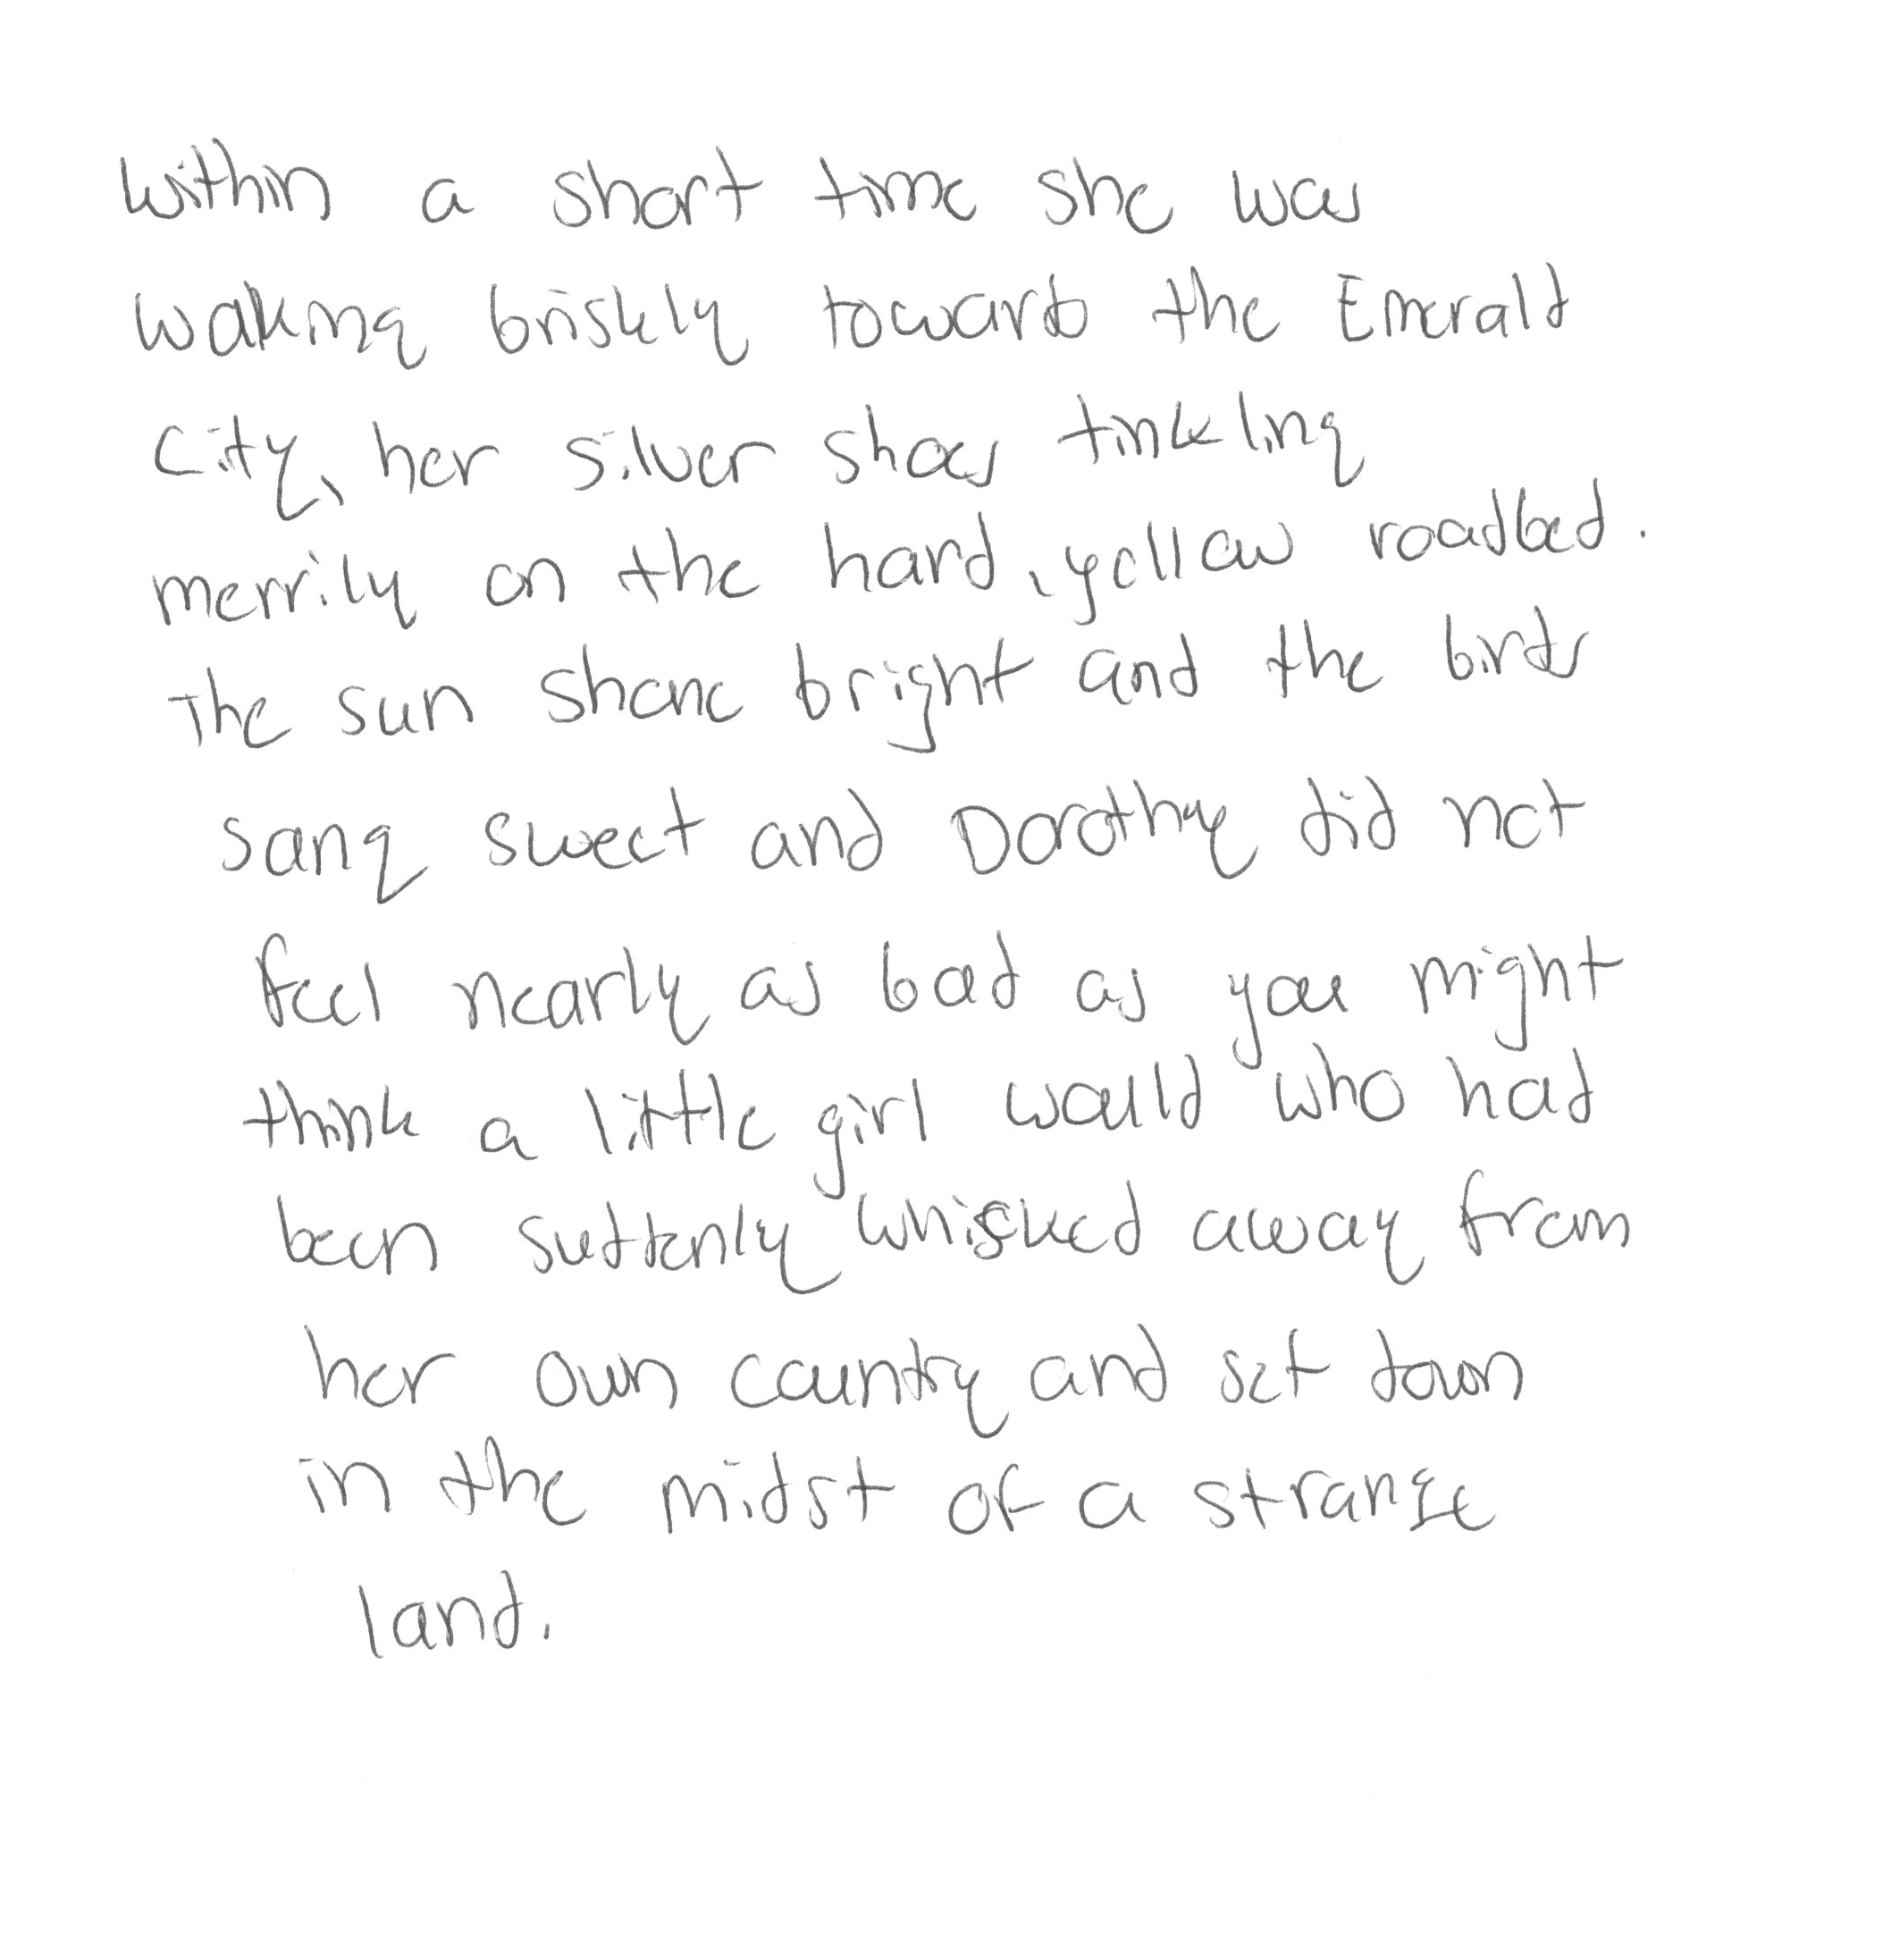 Within a short time she was
walking briskly toward the Emerald
City, her silver shoes tinkling
merrily on the hard, yellow roadbed.
The sun shone bright and the birds
sang sweet and Dorothy did not
feel nearly as bad as you might
think a little girl would who had
been suddenly whisked away from
her own country and set down
in the midst of a strange
land.